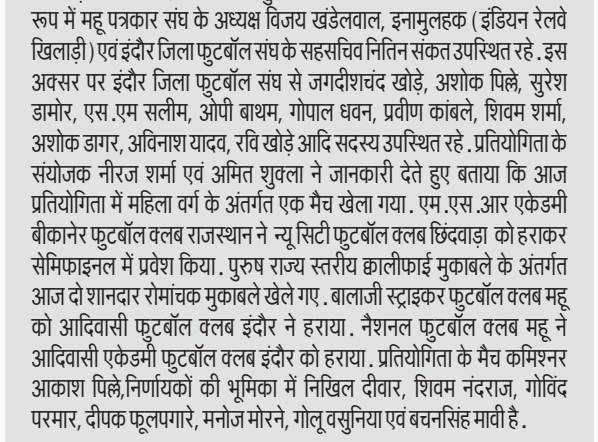 रूप में महू पत्रकार संघ के अध्यक्ष विजय खंडेलवाल, इनामुलहक (इंडियन रेलवे
खिलाड़ी) एवं इंदौर जिला फुटबॉल संघ के सहसचिव नितिन संकत उपस्थित रहे. इस
अक्सर पर इंदौर जिला फुटबॉल संघ से जगदीशचंद खोड़े, अशोक पिल्ले, सुरेश
डामोर, एस.एम सलीम, ओपी बाथम, गोपाल धवन, प्रवीण कांबले, शिवम शर्मा,
अशोक डागर, अविनाश यादव, रवि खोड़े आदि सदस्य उपस्थित रहे. प्रतियोगिता के
संयोजक नीरज शर्मा एवं अमित शुक्ला ने जानकारी देते हुए बताया कि आज
प्रतियोगिता में महिला वर्ग के अंतर्गत एक मैच खेला गया. एम.एस.आर एकेडमी
बीकानेर फुटबॉल क्लब राजस्थान ने न्यू सिटी फुटबॉल क्लब छिंदवाड़ा को हराकर
सेमिफाइनल में प्रवेश किया. पुरुष राज्य स्तरीय क्वालीफाई मुकाबले के अंतर्गत
आज दो शानदार रोमांचक मुकाबले खेले गए. बालाजी स्ट्राइकर फुटबॉल क्लब महू
को आदिवासी फुटबॉल क्लब इंदौर ने हराया. नैशनल फुटबॉल क्लब महू ने
आदिवासी एकेडमी फुटबॉल क्लब इंदौर को हराया. प्रतियोगिता के मैच कमिश्नर
आकाश पिल्ले,निर्णायकों की भूमिका में निखिल दीवार, शिवम नंदराज, गोविंद
परमार, दीपक फूलपगारे, मनोज मोरने, गोलू वसुनिया एवं बचनसिंह मावी है.